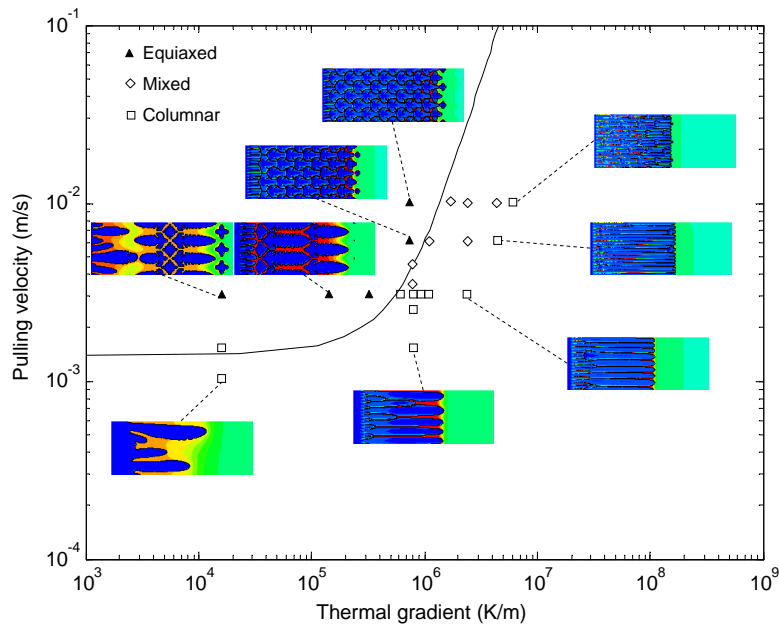 10^-1
Equiaxed
Mixed
Columnar
10^-2
Pulling velocity (m/s)
10^-3
10^-4
10^3
10^4
10^5
10^6
10^7
10^8
10^9
Thermal gradient (K/m)